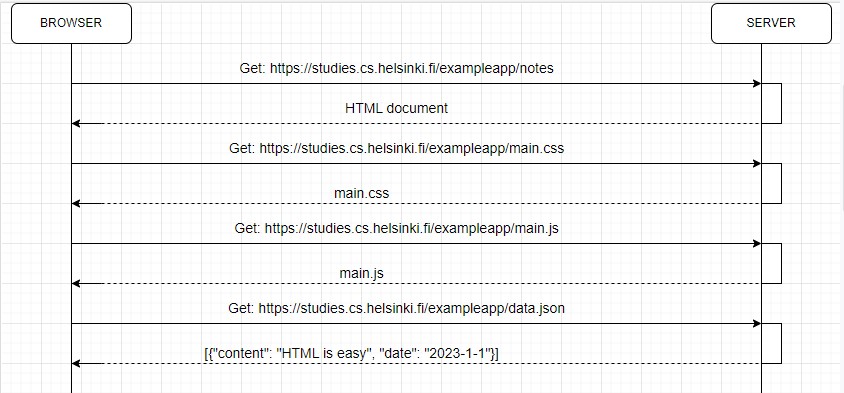 BROWSER
SERVER
Get: https://studies.cs.helsinki.fi/exampleapp/notes
HTML document
Get: https://studies.cs.helsinki.fi/exampleapp/main.css
main.css
Get: https://studies.cs.helsinki.fi/exampleapp/main.js
main.js
Get: https://studies.cs.helsinki.fi/exampleapp/data.json
[{"content": "HTML is easy", "date": "2023-1-1"}]